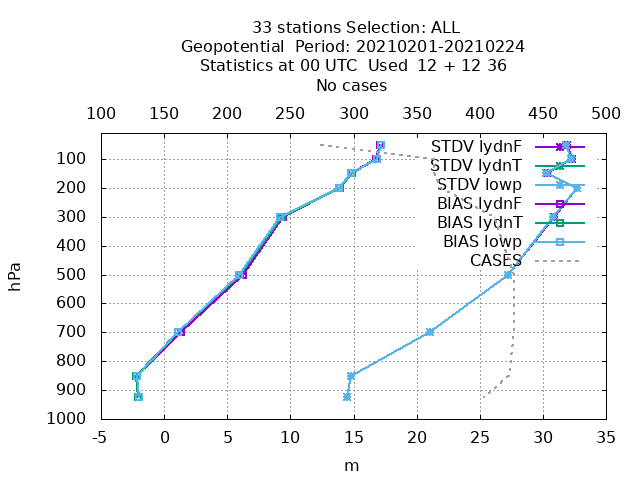 33 stations Selection: ALL
Geopotential  Period: 20210201-20210224
Statistics at 00 UTC  Used  12 + 12 36
No cases
100 150 200 250 300 350 400 450 500
STDV lydnF
100
STDV lydnT
STDV lowp
200
BIAS lydnF
300
BIAS lydnT
400
BIAS lowp
CASES
500
600
700
800
900
1000
hPa
-5 0 5 10 15 20 25 30 35
m